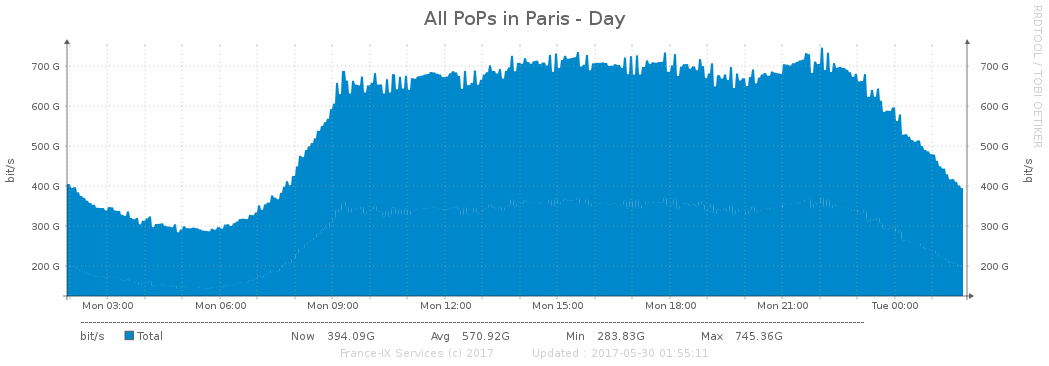 All PoPs in Paris - Day
RRDTOOL / TOBI OETIKER
bit/s
700 G
600 G
500 G
400 G
300 G
200 G
700 G
600 G
500 G
400 G
300 G
200 G
bit/s
Mon 03:00 Mon 06:00 Mon 09:00 Mon 12:00 Mon 15:00 Mon 18:00 Mon 21:00 Tue 00:00
bit/s Total Now 394.09G Avg 570.92G Min 283.83G Max 745.36G
France-IX Services (c) 2017 Updated : 2017-05-30 01:55:11